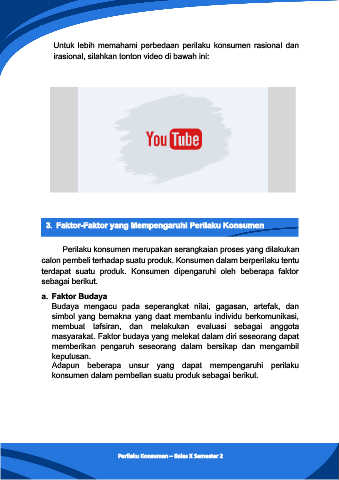 Untuk lebih memahami perbedaan perilaku konsumen rasional dan
irasional, silahkan tonton video di bawah ini:
YouTube
3. Faktor-Faktor yang Mempengaruhi Perilaku Konsumen
Perilaku konsumen merupakan serangkaian proses yang dilakukan
calon pembeli terhadap suatu produk. Konsumen dalam berperilaku tentu
terdapat suatu produk. Konsumen dipengaruhi oleh beberapa faktor
sebagai berikut.
a. Faktor Budaya
Budaya mengacu pada seperangkat nilai, gagasan, artefak, dan
simbol yang bemakna yang daat membantu individu berkomunikasi,
membuat tafsiran, dan melakukan evaluasi sebagai anggota
masyarakat. Faktor budaya yang melekat dalam diri seseorang dapat
memberikan pengaruh seseorang dalam bersikap dan mengambil
keputusan.
Adapun beberapa unsur yang dapat mempengaruhi perilaku
konsumen dalam pembelian suatu produk sebagai berikut.
Perilaku Konsumen – Kelas X Semester 2